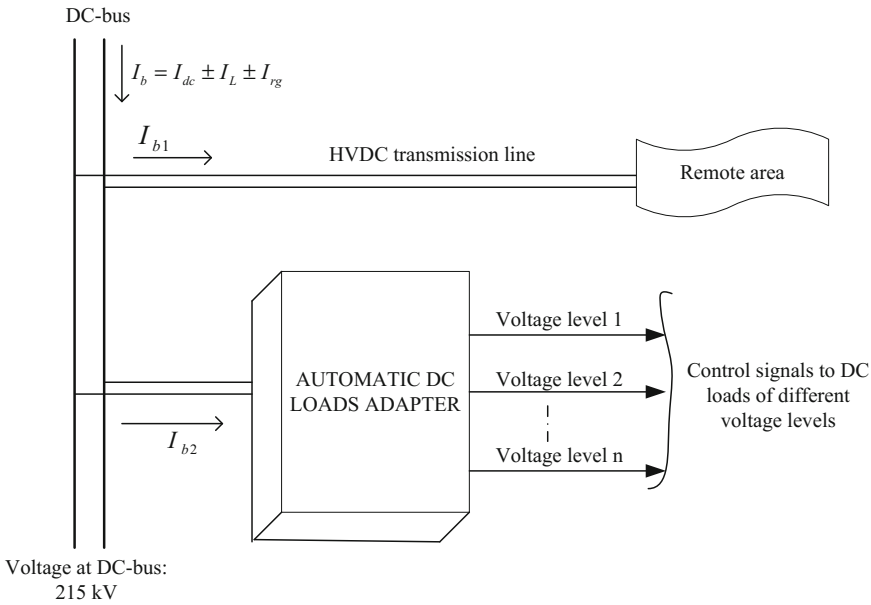 DC-bus
I_b = I_dc ± I_L ± I_rg
I_b1
HVDC transmission line
Remote area
Voltage level 1
AUTOMATIC DC
LOADS ADAPTER
Voltage level 2
Control signals to DC
loads of different
voltage levels
I_b2
Voltage level n
Voltage at DC-bus:
215 kV